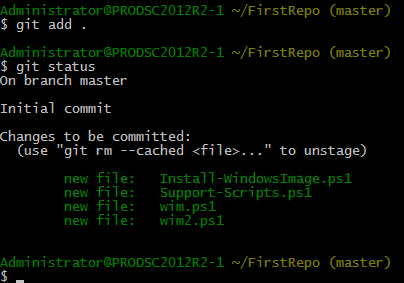 Administrator@PRODSC2012R2-1 ~/FirstRepo (master)
$ git add .
Administrator@PRODSC2012R2-1 ~/FirstRepo (master)
$ git status
On branch master
Initial commit
Changes to be committed:
  (use "git rm --cached <file>..." to unstage)
        new file:   Install-WindowsImage.ps1
        new file:   Support-Scripts.ps1
        new file:   wim.ps1
        new file:   wim2.ps1
Administrator@PRODSC2012R2-1 ~/FirstRepo (master)
$